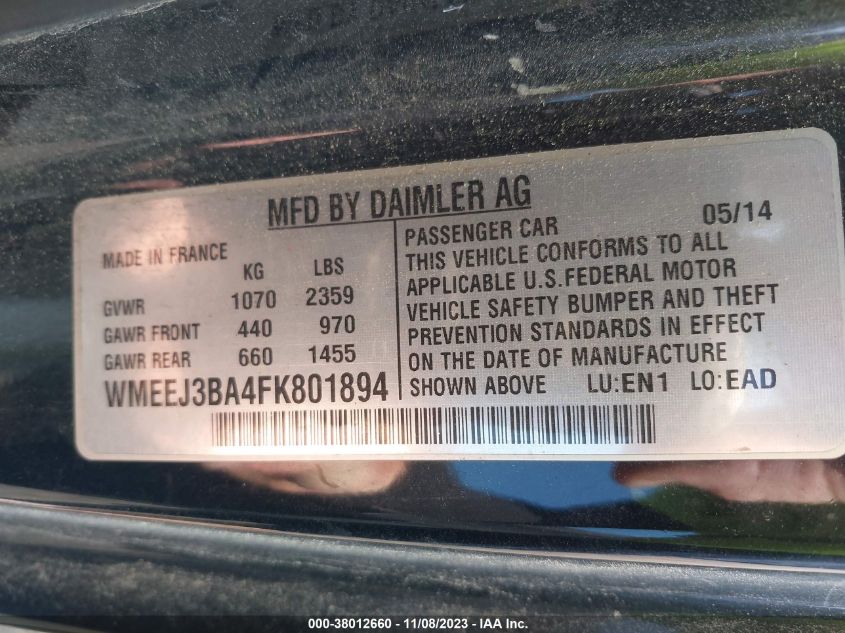 MFD BY DAIMLER AG
05/14
MADE IN FRANCE
KG LBS
GVWR 1070 2359
GAWR FRONT 440 970
GAWR REAR 660 1455
WMEEJ3BA4FK801894
PASSENGER CAR
THIS VEHICLE CONFORMS TO ALL
APPLICABLE U.S.FEDERAL MOTOR
VEHICLE SAFETY BUMPER AND THEFT
PREVENTION STANDARDS IN EFFECT
ON THE DATE OF MANUFACTURE
SHOWN ABOVE LU:EN1 LO:EAD
000-38012660 - 11/08/2023 - IAA Inc.